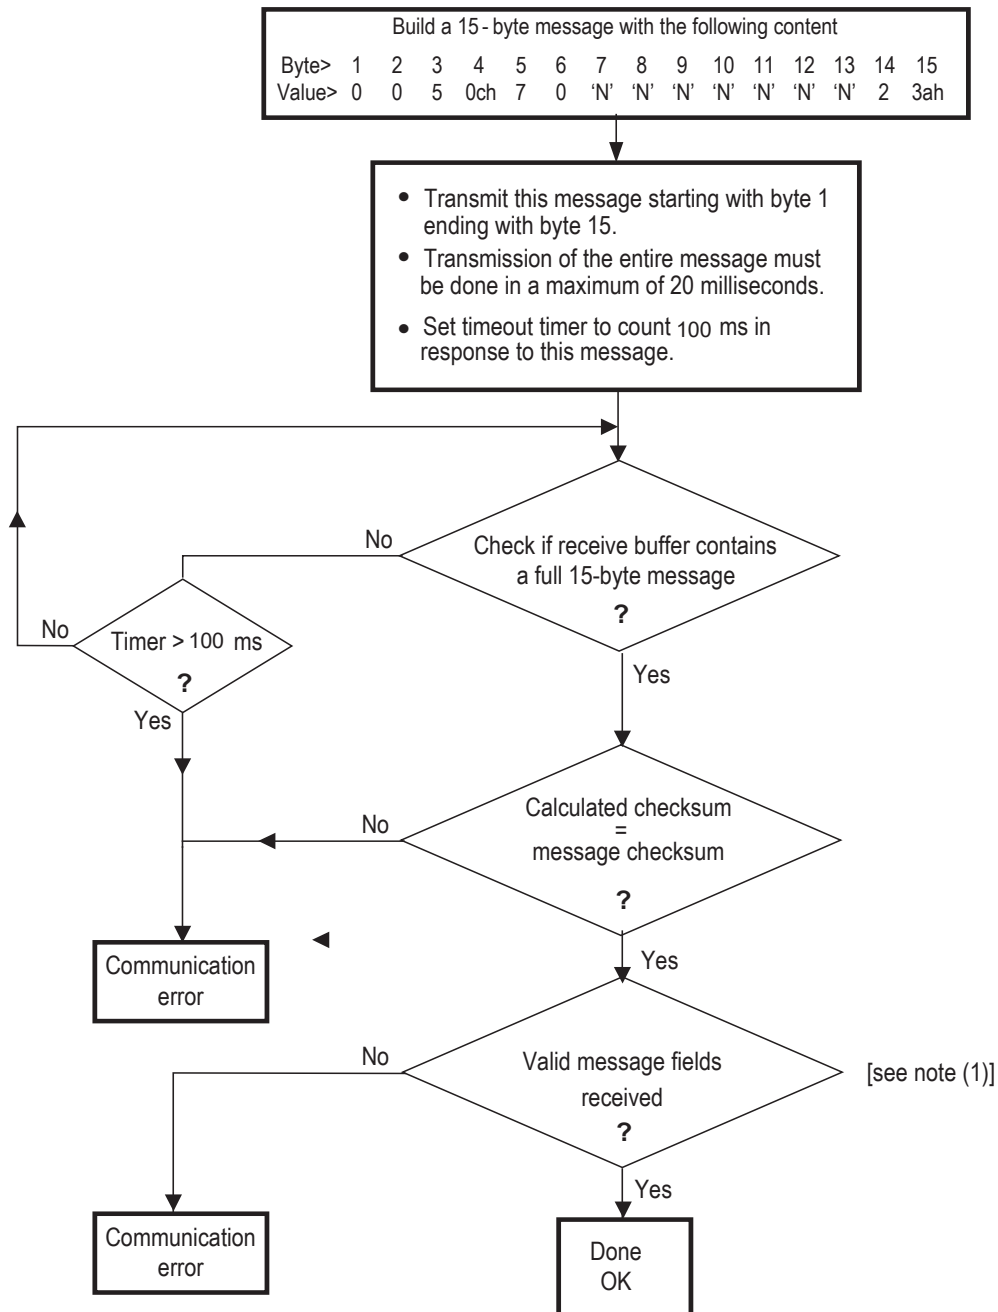 Build a 15-byte message with the following content
Byte> 1 2 3 4 5 6 7 8 9 10 11 12 13 14 15
Value> 0 0 5 0ch 7 0 ‘N’ ‘N’ ‘N’ ‘N’ ‘N’ ‘N’ ‘N’ 2 3ah
• Transmit this message starting with byte 1
ending with byte 15.
• Transmission of the entire message must
be done in a maximum of 20 milliseconds.
• Set timeout timer to count 100 ms in
response to this message.
No
Check if receive buffer contains
a full 15-byte message
?
No
Timer > 100 ms
?
Yes
Yes
No
Calculated checksum
=
message checksum
?
Communication
error
Yes
No
Valid message fields
received
?
[see note (1)]
Yes
Communication
error
Done
OK